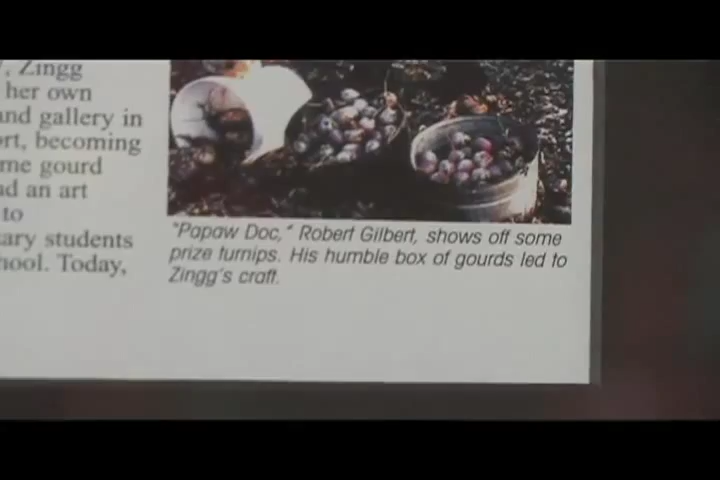 , Zingg
her own
and gallery in
ort, becoming
me gourd
ad an art
to
ary students
hool. Today,
"Papaw Doc," Robert Gilbert, shows off some
prize turnips. His humble box of gourds led to
Zingg's craft.